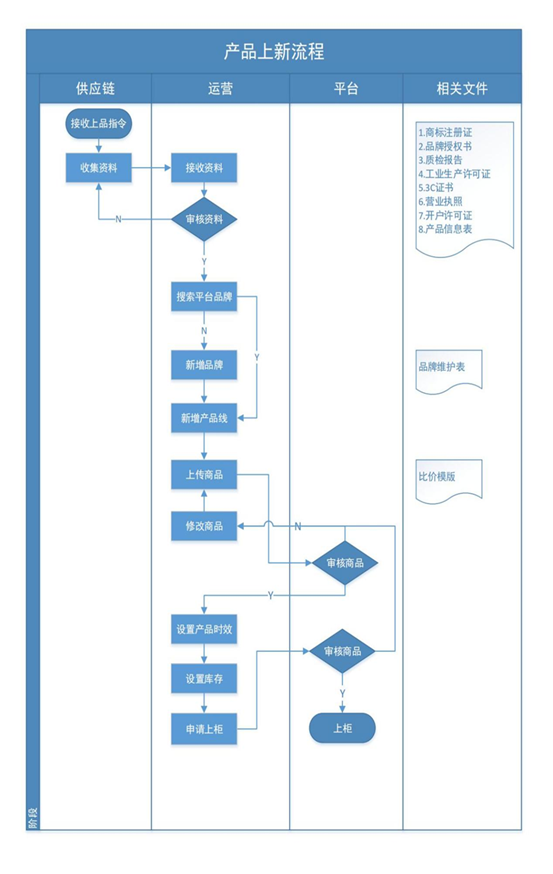 产品上新流程
供应链
运营
平台
相关文件
接收上品指令
收集资料
接收资料
审核资料
N
Y
1.商标注册证
2.品牌授权书
3.质检报告
4.工业生产许可证
5.3C证书
6.营业执照
7.开户许可证
8.产品信息表
搜索平台品牌
N
Y
新增品牌
品牌维护表
新增产品线
上传商品
比价模版
修改商品
N
审核商品
Y
设置产品时效
审核商品
设置库存
Y
申请上柜
上柜
阶段